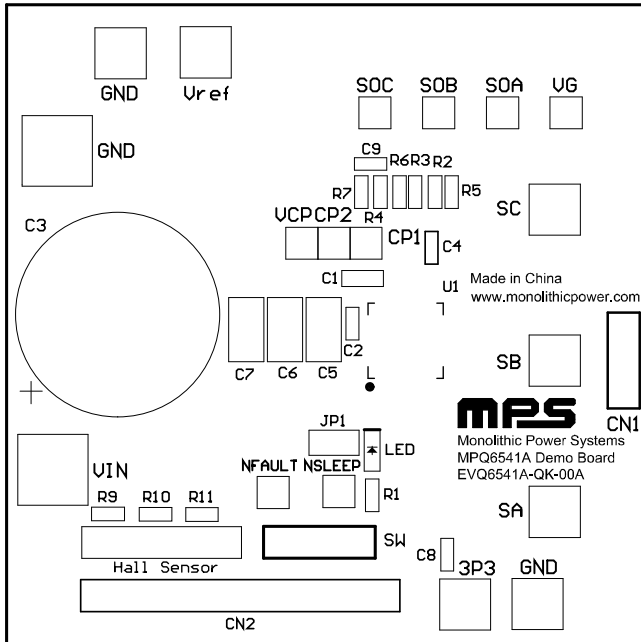 GND Vref
SOC SOB SOA VG
GND
C9
R6 R3 R2
R7 R4 R5
SC
C3
VCP CP2 CP1 C4
C1 U1
Made in China
www.monolithicpower.com
C2
SB
C7 C6 C5
CN1
MPS
JP1
LED
Monolithic Power Systems
MPQ6541A Demo Board
EVQ6541A-QK-00A
VIN
NFAULT NSLEEP
R9 R10 R11 R1
SA
SW
C8
Hall Sensor
3P3 GND
CN2